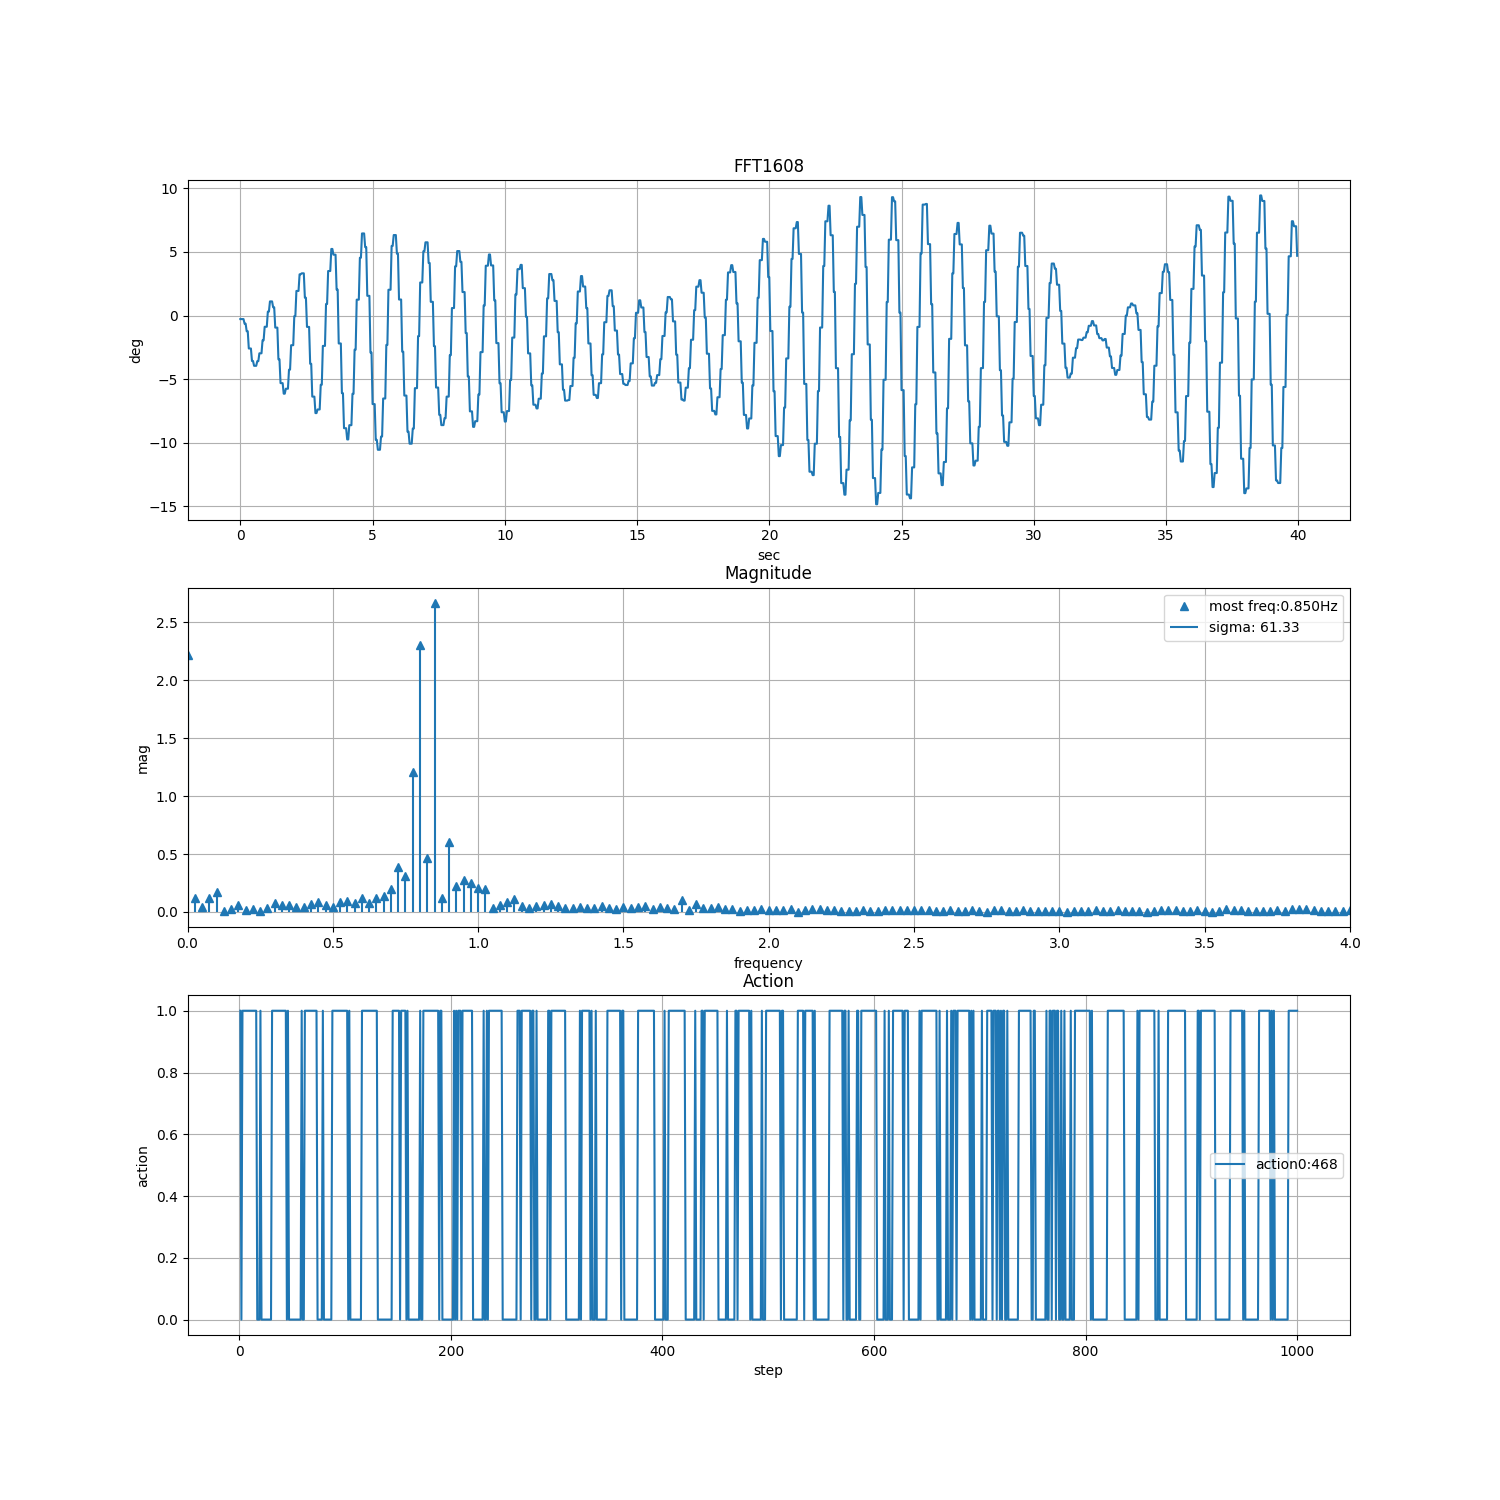 FFT1608
10
5
0
−5
−10
−15
deg
0 5 10 15 20 25 30 35 40
sec
Magnitude
most freq:0.850Hz
sigma: 61.33
2.5
2.0
1.5
1.0
0.5
0.0
mag
0.0 0.5 1.0 1.5 2.0 2.5 3.0 3.5 4.0
frequency
Action
1.0
0.8
0.6
0.4
0.2
0.0
action
action0:468
0 200 400 600 800 1000
step